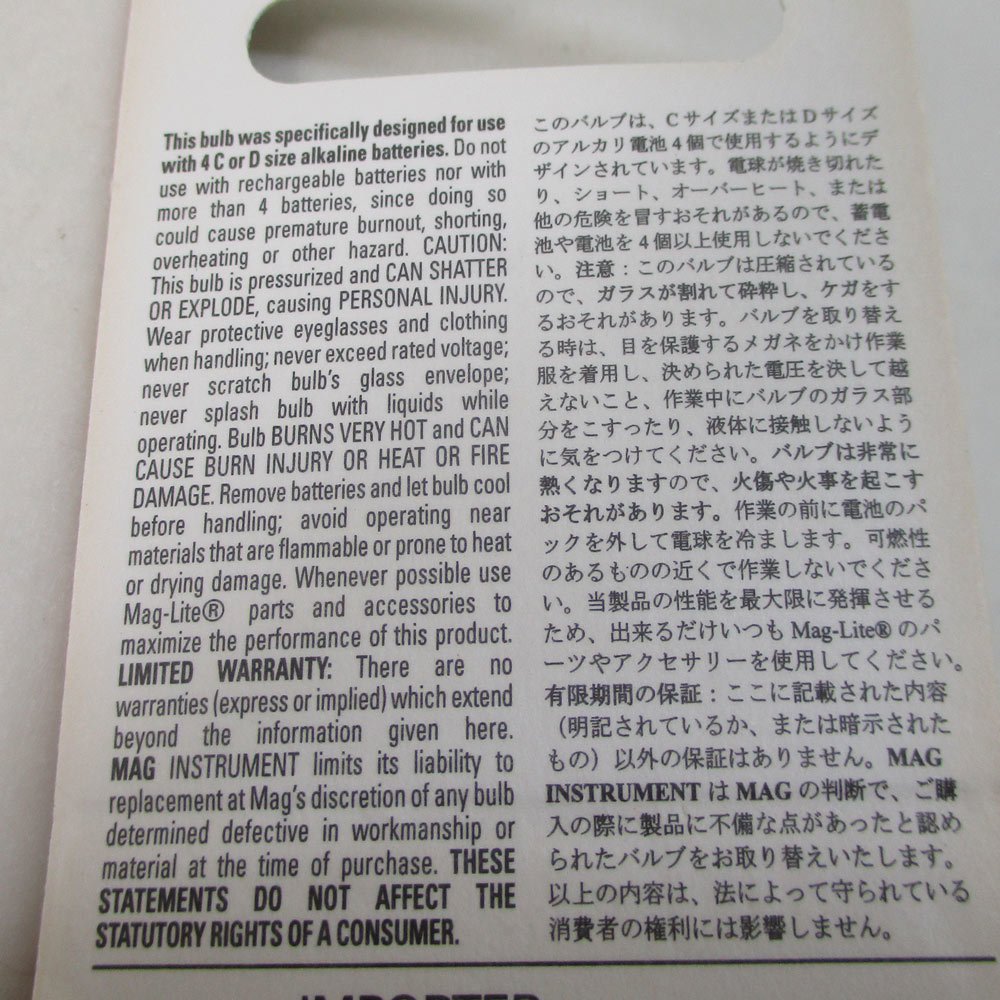 This bulb was specifically designed for use
with 4 C or D size alkaline batteries. Do not
use with rechargeable batteries nor with
more than 4 batteries, since doing so
could cause premature burnout, shorting,
overheating or other hazard. CAUTION:
This bulb is pressurized and CAN SHATTER
OR EXPLODE, causing PERSONAL INJURY.
Wear protective eyeglasses and clothing
when handling; never exceed rated voltage;
never scratch bulb's glass envelope;
never splash bulb with liquids while
operating. Bulb BURNS VERY HOT and CAN
CAUSE BURN INJURY OR HEAT OR FIRE
DAMAGE. Remove batteries and let bulb cool
before handling; avoid operating near
materials that are flammable or prone to heat
or drying damage. Whenever possible use
Mag-Lite® parts and accessories to
maximize the performance of this product.
LIMITED WARRANTY: There are no
warranties (express or implied) which extend
beyond the information given here.
MAG INSTRUMENT limits its liability to
replacement at Mag's discretion of any bulb
determined defective in workmanship or
material at the time of purchase. THESE
STATEMENTS DO NOT AFFECT THE
STATUTORY RIGHTS OF A CONSUMER.
このバルブは、CサイズまたはDサイズ
のアルカリ電池4個で使用するようにデ
ザインされています。電球が焼き切れた
り、ショート、オーバーヒート、または
他の危険を冒すおそれがあるので、蓄電
池や電池を4個以上使用しないでくださ
い。注意：このバルブは圧縮されている
ので、ガラスが割れて砕粋し、ケガをす
るおそれがあります。バルブを取り替え
る時は、目を保護するメガネをかけ作業
服を着用し、決められた電圧を決して越
えないこと、作業中にバルブのガラス部
分をこすったり、液体に接触しないよう
に気をつけてください。バルブは非常に
熱くなりますので、火傷や火事を起こす
おそれがあります。作業の前に電池のパ
ックを外して電球を冷まします。可燃性
のあるものの近くで作業しないでくださ
い。当製品の性能を最大限に発揮させる
ため、出来るだけいつも Mag-Lite® のパ
ーツやアクセサリーを使用してください。
有限期間の保証：ここに記載された内容
（明記されているか、または暗示された
もの）以外の保証はありません。MAG
INSTRUMENT は MAG の判断で、ご購
入の際に製品に不備な点があったと認め
られたバルブをお取り替えいたします。
以上の内容は、法によって守られている
消費者の権利には影響しません。
IMPORTER